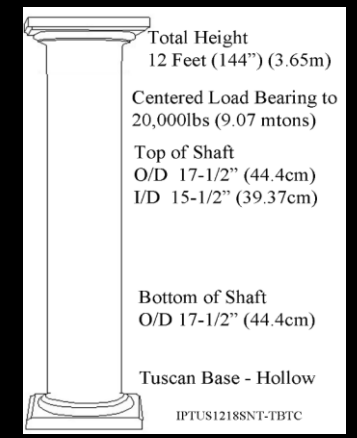 Total Height
12 Feet (144”) (3.65m)
Centered Load Bearing to
20,000lbs (9.07 mtons)
Top of Shaft
O/D 17-1/2” (44.4cm)
I/D 15-1/2” (39.37cm)
Bottom of Shaft
O/D 17-1/2” (44.4cm)
Tuscan Base - Hollow
IPTUS1218SNT-TBTC